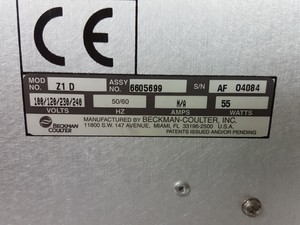 CE
MOD NO. Z1 D ASSY NO. 6605699 S/N AF 04084
100/120/230/240 50/60 N/A 55
VOLTS HZ AMPS WATTS
BECKMAN COULTER
MANUFACTURED BY BECKMAN-COULTER, INC.
11800 S.W. 147 AVENUE, MIAMI, FL 33196-2500 U.S.A.
PATENTS ISSUED AND/OR PENDING